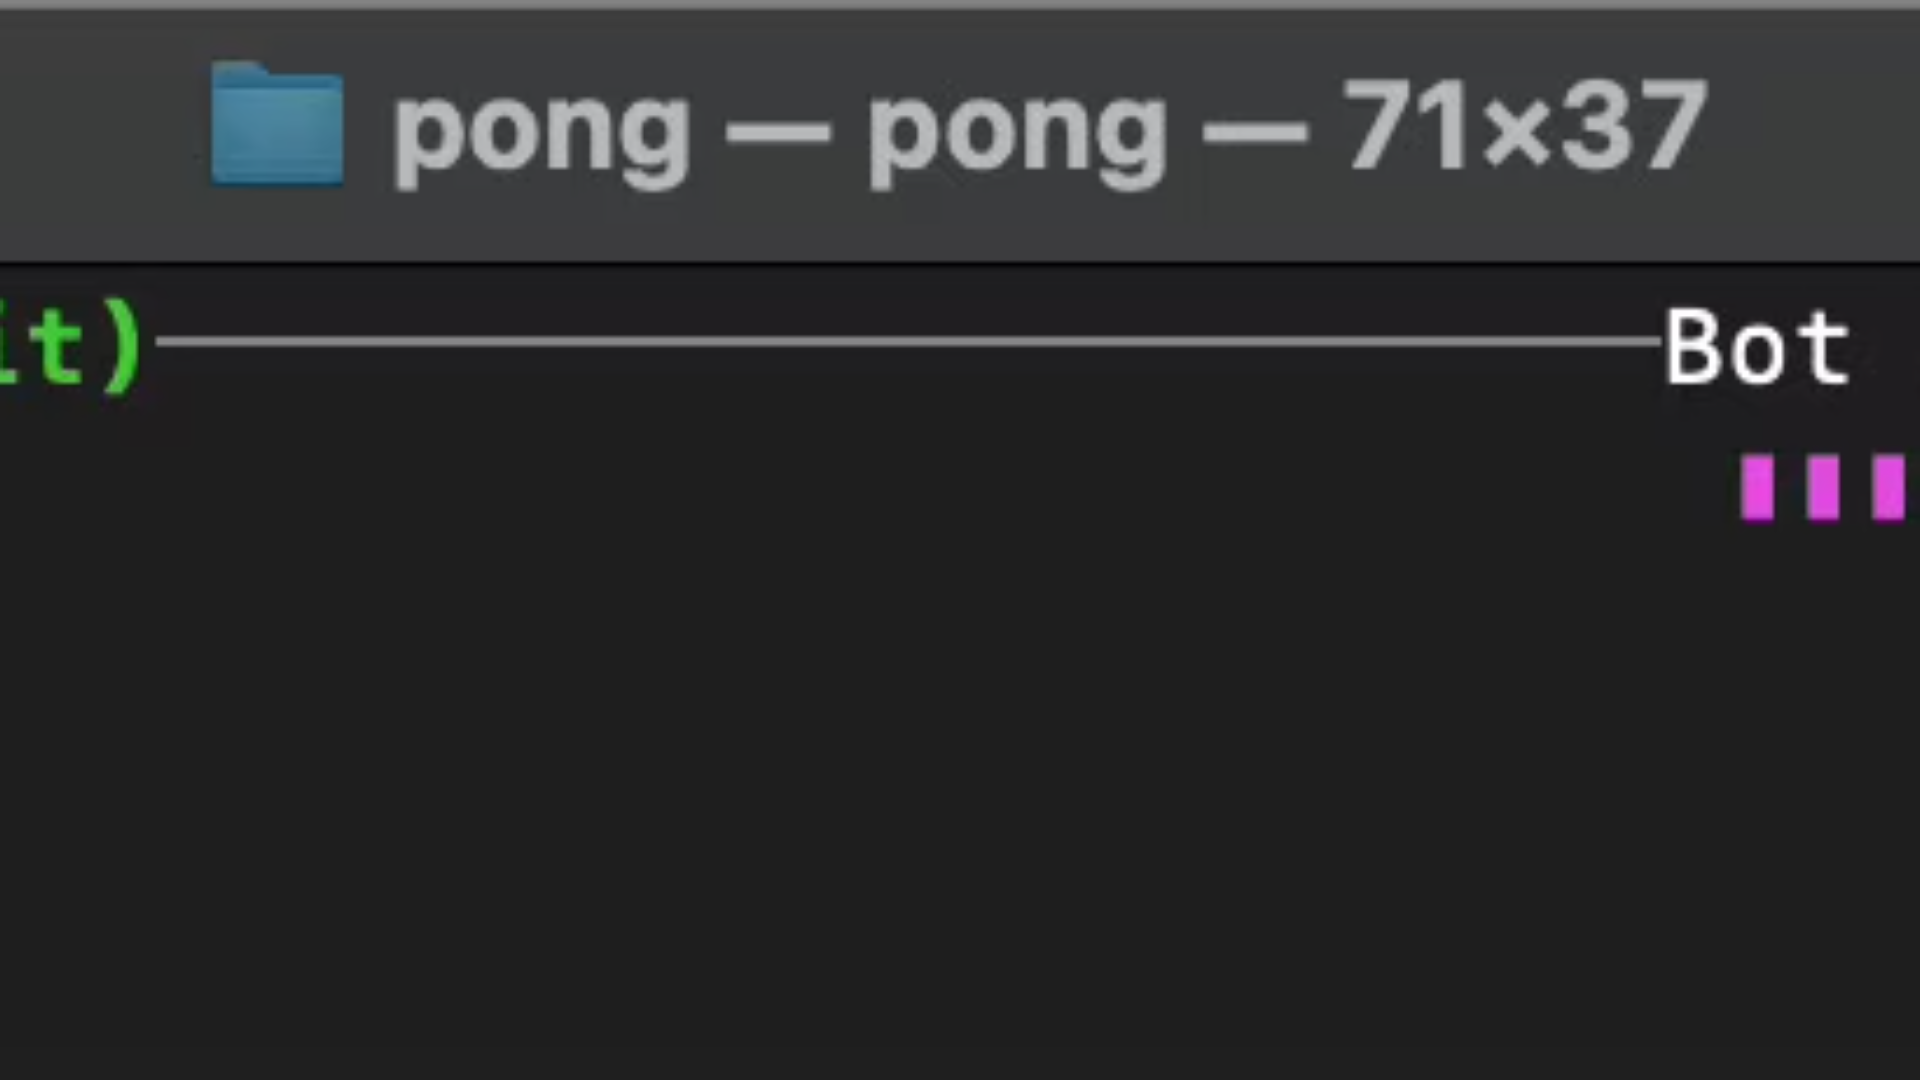 pong — pong — 71×37
it) Bot